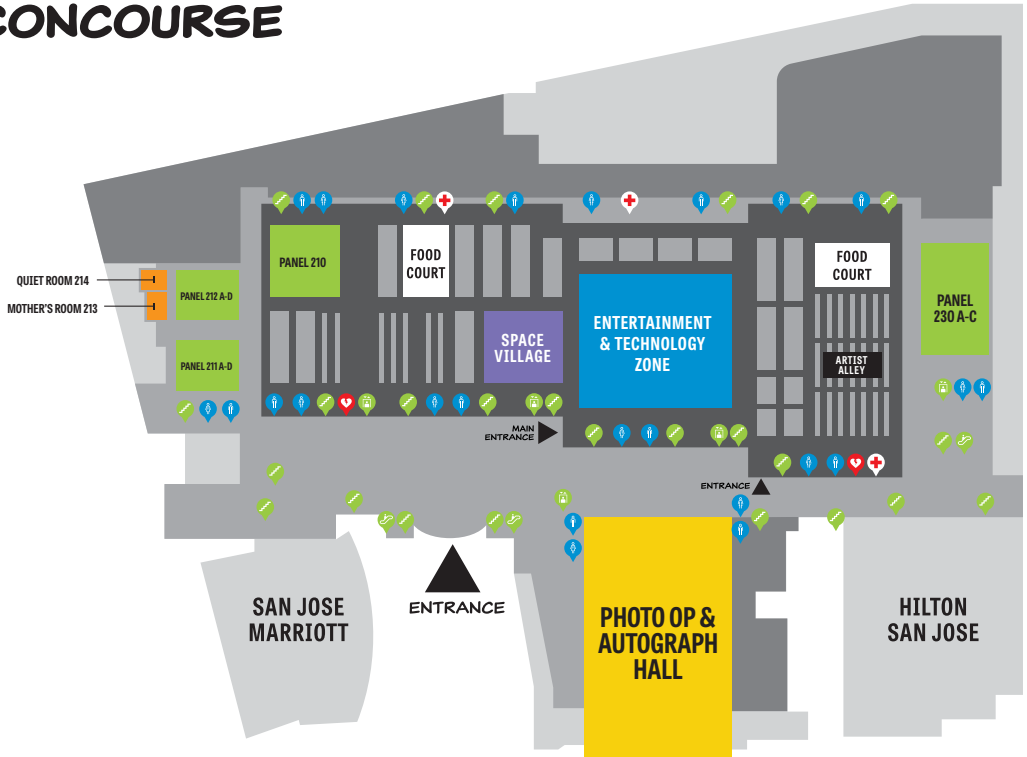 CONCOURSE
PANEL 210
FOOD
COURT
FOOD
COURT
QUIET ROOM 214
MOTHER'S ROOM 213
PANEL 212 A-D
PANEL 211 A-D
SPACE
VILLAGE
ENTERTAINMENT
& TECHNOLOGY
ZONE
PANEL
230 A-C
ARTIST
ALLEY
MAIN
ENTRANCE
ENTRANCE
ENTRANCE
SAN JOSE
MARRIOTT
PHOTO OP &
AUTOGRAPH
HALL
HILTON
SAN JOSE